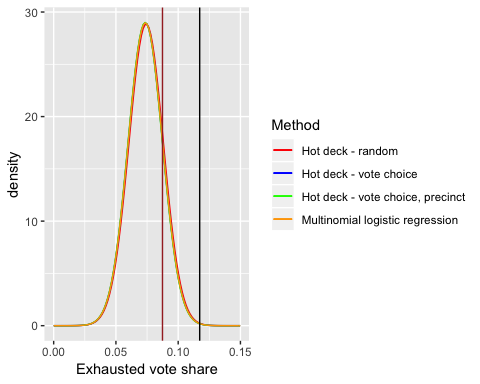 30
20
10
0
density
0.00 0.05 0.10 0.15
Exhausted vote share
Method
Hot deck - random
Hot deck - vote choice
Hot deck - vote choice, precinct
Multinomial logistic regression